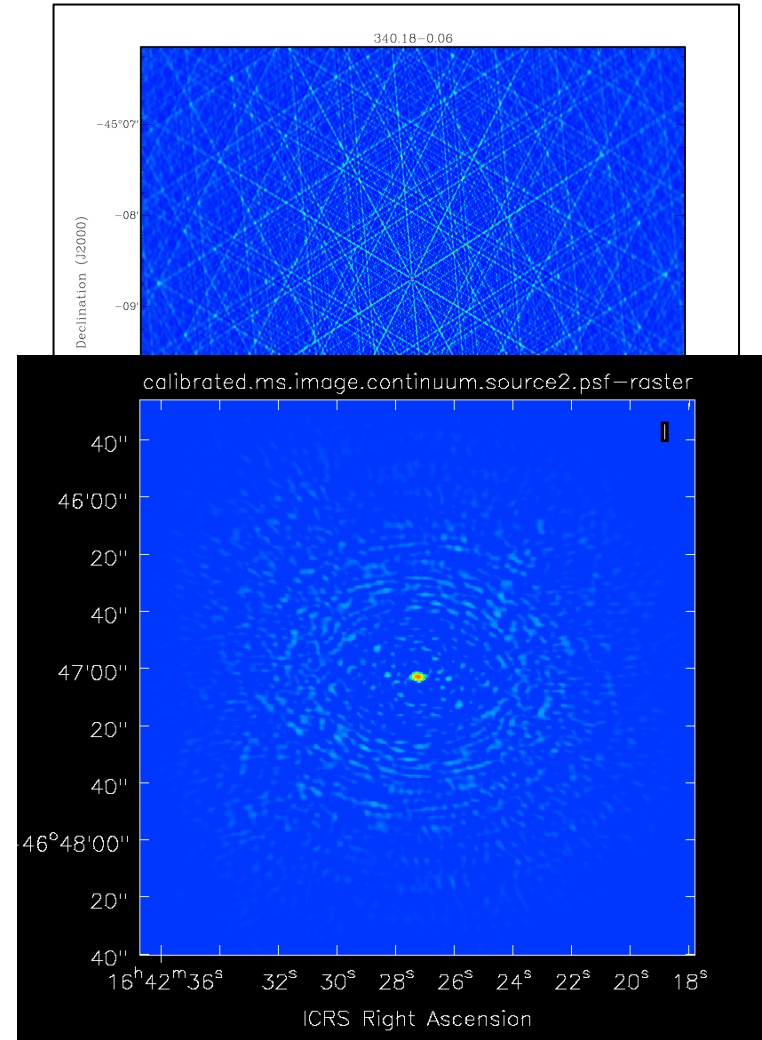 340.18-0.06
-45°07'
-08'
-09'
Declination (J2000)
calibrated.ms.image.continuum.source2.psf-raster
I
40''
46'00''
20''
40''
47'00''
20''
40''
-46°48'00''
20''
40''
16ʰ42ᵐ36ˢ 32ˢ 30ˢ 28ˢ 26ˢ 24ˢ 22ˢ 20ˢ 18ˢ
ICRS Right Ascension